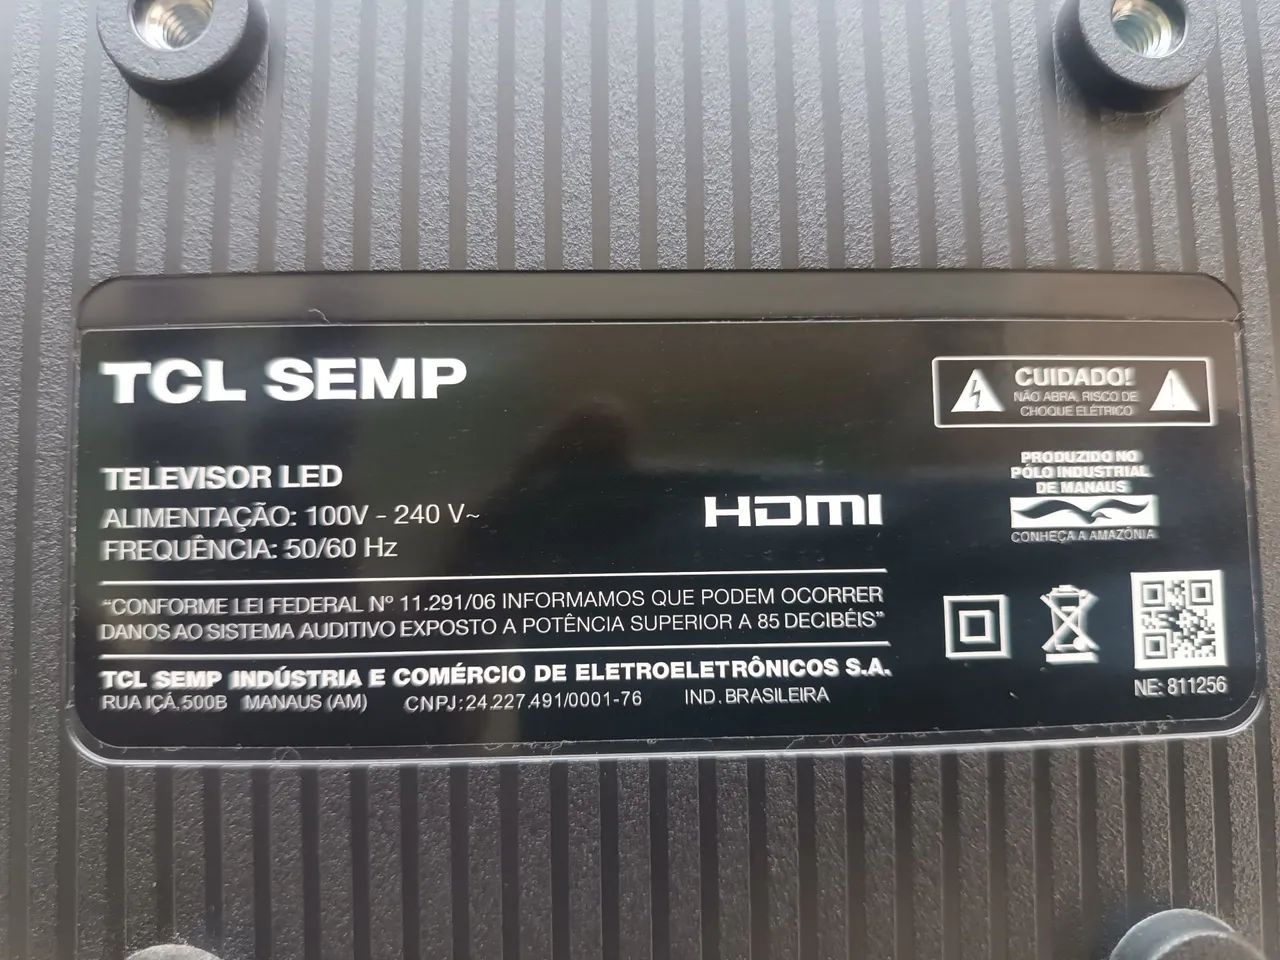 TCL SEMP
TELEVISOR LED
ALIMENTAÇÃO: 100V - 240 V~
FREQUÊNCIA: 50/60 Hz
HDMI
"CONFORME LEI FEDERAL Nº 11.291/06 INFORMAMOS QUE PODEM OCORRER
DANOS AO SISTEMA AUDITIVO EXPOSTO A POTÊNCIA SUPERIOR A 85 DECIBÉIS"
TCL SEMP INDÚSTRIA E COMÉRCIO DE ELETROELETRÔNICOS S.A.
RUA IÇÁ, 500B MANAUS (AM) CNPJ: 24.227.491/0001-76 IND. BRASILEIRA
CUIDADO!
NÃO ABRA, RISCO DE
CHOQUE ELÉTRICO
PRODUZIDO NO
PÓLO INDUSTRIAL
DE MANAUS
CONHEÇA A AMAZÔNIA
NE: 811256